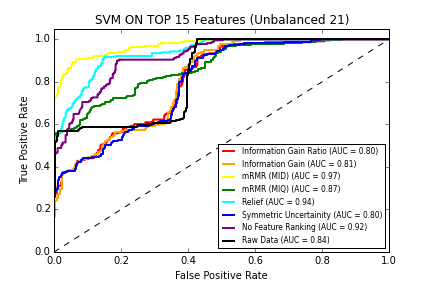 SVM ON TOP 15 Features (Unbalanced 21)
True Positive Rate
1.0
0.8
0.6
0.4
0.2
0.0
Information Gain Ratio (AUC = 0.80)
Information Gain (AUC = 0.81)
mRMR (MID) (AUC = 0.97)
mRMR (MIQ) (AUC = 0.87)
Relief (AUC = 0.94)
Symmetric Uncertainity (AUC = 0.80)
No Feature Ranking (AUC = 0.92)
Raw Data (AUC = 0.84)
0.0 0.2 0.4 0.6 0.8 1.0
False Positive Rate